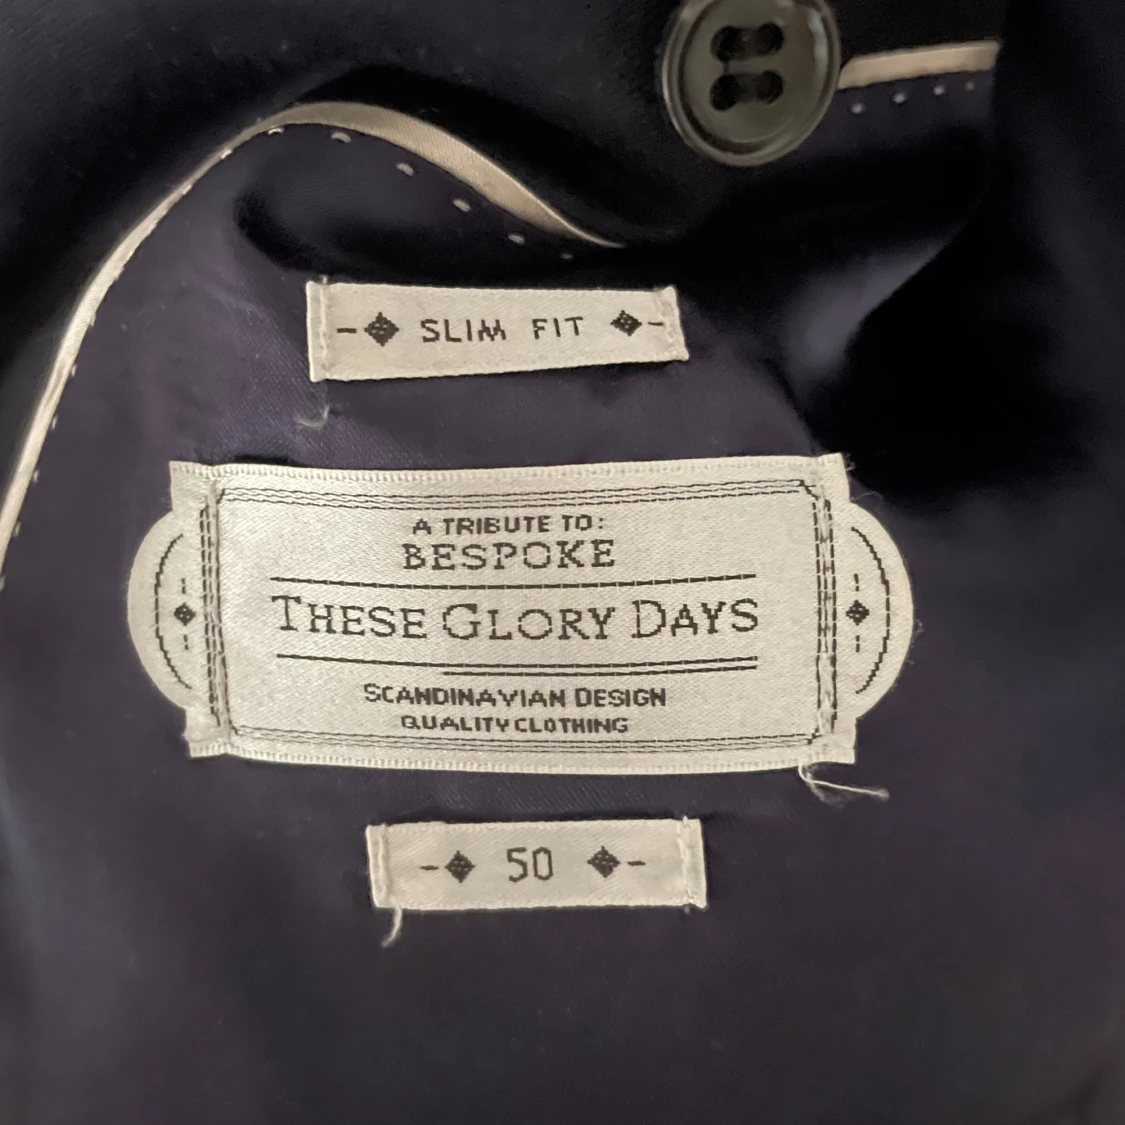 SLIM FIT
A TRIBUTE TO:
BESPOKE
THESE GLORY DAYS
SCANDINAVIAN DESIGN
QUALITY CLOTHING
50